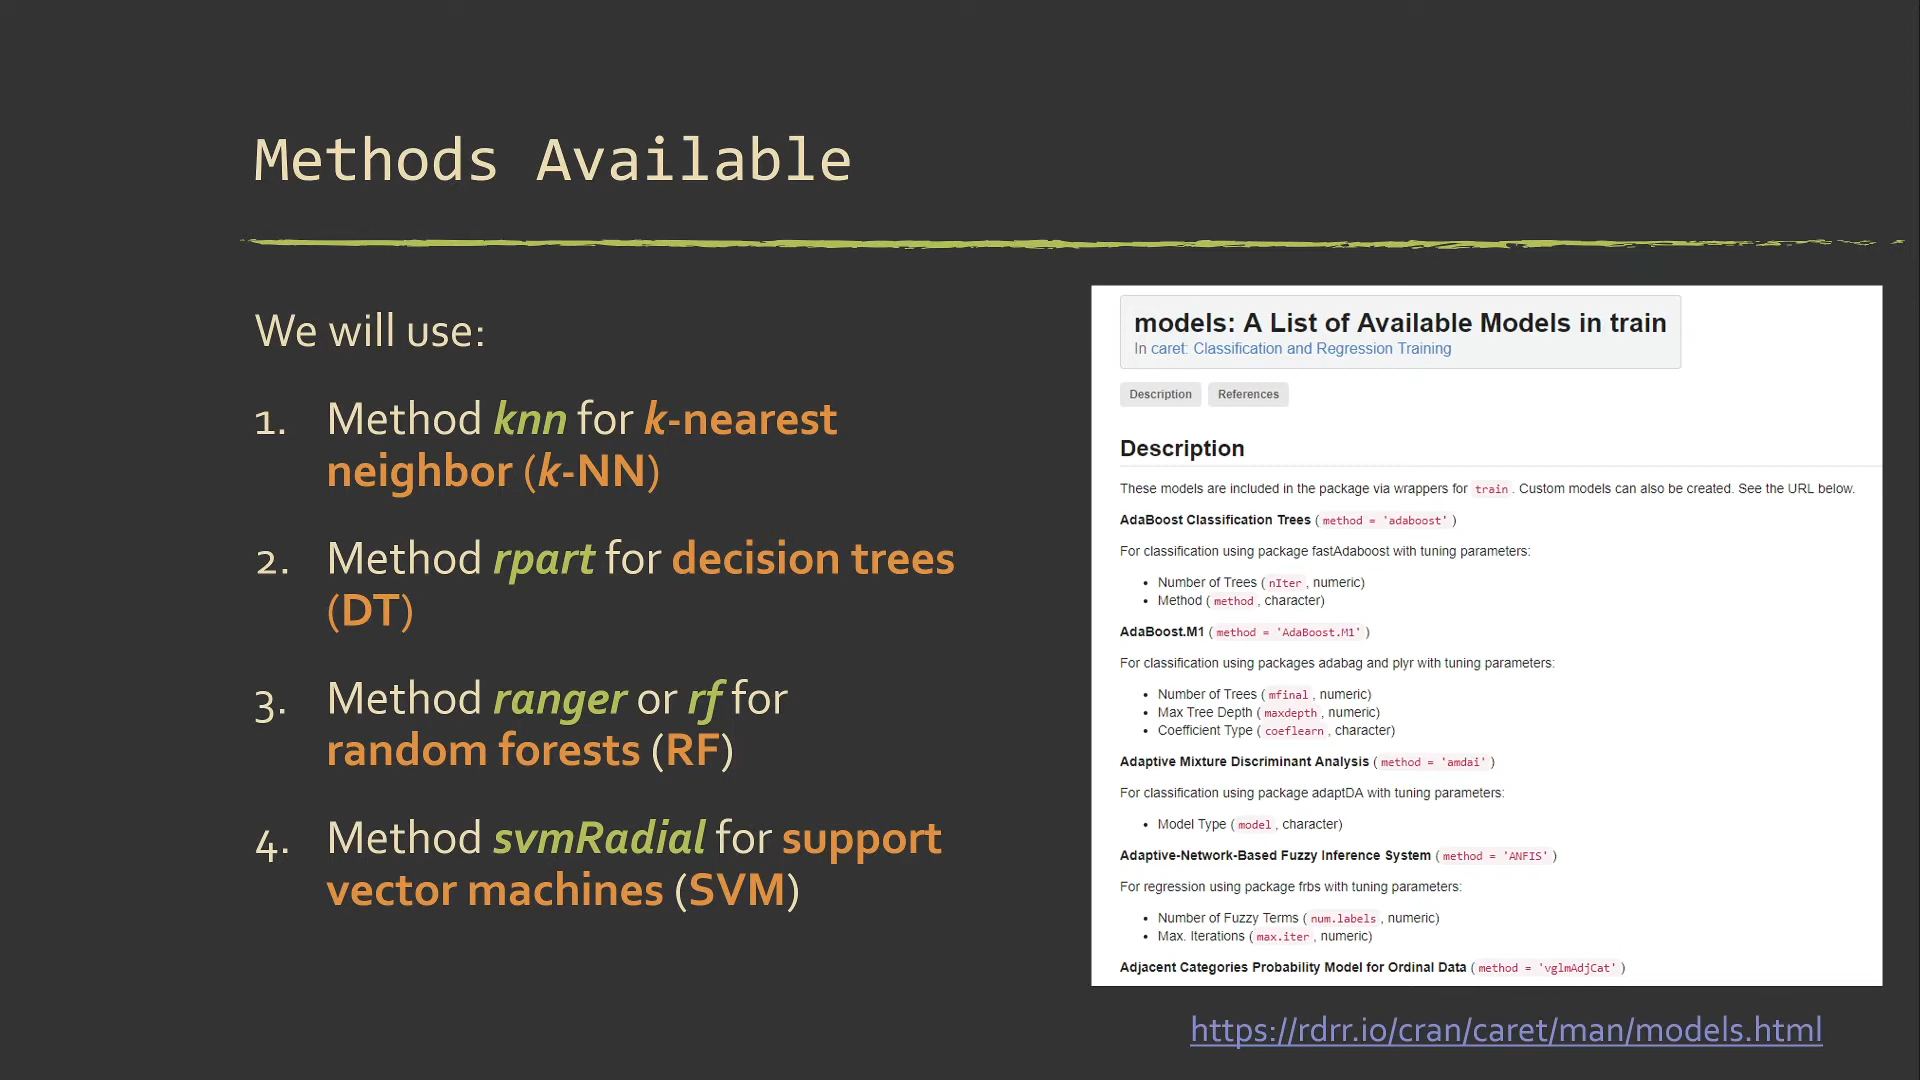 Methods Available
We will use:
1. Method knn for k-nearest
neighbor (k-NN)
2. Method rpart for decision trees
(DT)
3. Method ranger or rf for
random forests (RF)
4. Method svmRadial for support
vector machines (SVM)
models: A List of Available Models in train
In caret: Classification and Regression Training
Description References
Description
These models are included in the package via wrappers for train. Custom models can also be created. See the URL below.
AdaBoost Classification Trees (method = 'adaboost')
For classification using package fastAdaboost with tuning parameters:
• Number of Trees (nIter, numeric)
• Method (method, character)
AdaBoost.M1 (method = 'AdaBoost.M1')
For classification using packages adabag and plyr with tuning parameters:
• Number of Trees (mfinal, numeric)
• Max Tree Depth (maxdepth, numeric)
• Coefficient Type (coeflearn, character)
Adaptive Mixture Discriminant Analysis (method = 'amdai')
For classification using package adaptDA with tuning parameters:
• Model Type (model, character)
Adaptive-Network-Based Fuzzy Inference System (method = 'ANFIS')
For regression using package frbs with tuning parameters:
• Number of Fuzzy Terms (num.labels, numeric)
• Max. Iterations (max.iter, numeric)
Adjacent Categories Probability Model for Ordinal Data (method = 'vglmAdjCat')
https://rdrr.io/cran/caret/man/models.html